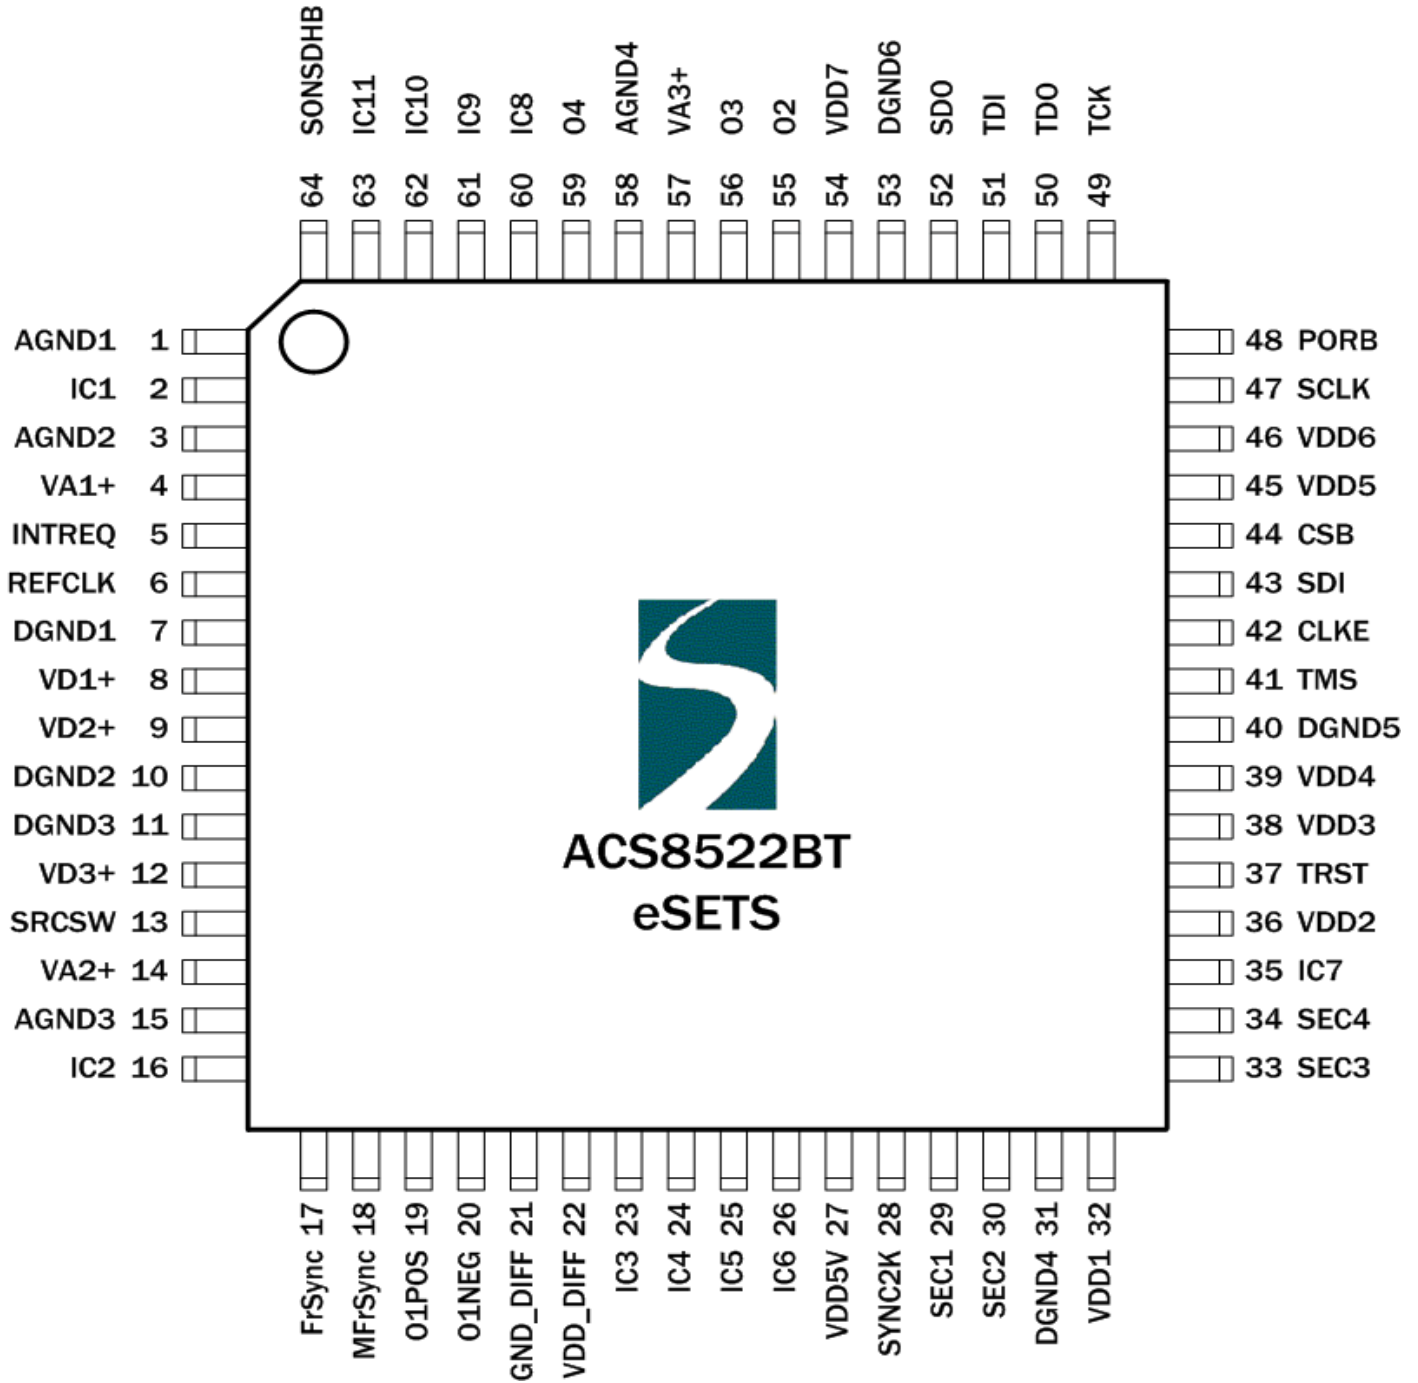 SONSDHB 64
IC11 63
IC10 62
IC9 61
IC8 60
O4 59
AGND4 58
VA3+ 57
O3 56
O2 55
VDD7 54
DGND6 53
SDO 52
TDI 51
TDO 50
TCK 49
AGND1 1
IC1 2
AGND2 3
VA1+ 4
INTREQ 5
REFCLK 6
DGND1 7
VD1+ 8
VD2+ 9
DGND2 10
DGND3 11
VD3+ 12
SRCSW 13
VA2+ 14
AGND3 15
IC2 16
ACS8522BT
eSETS
48 PORB
47 SCLK
46 VDD6
45 VDD5
44 CSB
43 SDI
42 CLKE
41 TMS
40 DGND5
39 VDD4
38 VDD3
37 TRST
36 VDD2
35 IC7
34 SEC4
33 SEC3
FrSync 17
MFrSync 18
O1POS 19
O1NEG 20
GND_DIFF 21
VDD_DIFF 22
IC3 23
IC4 24
IC5 25
IC6 26
VDD5V 27
SYNC2K 28
SEC1 29
SEC2 30
DGND4 31
VDD1 32